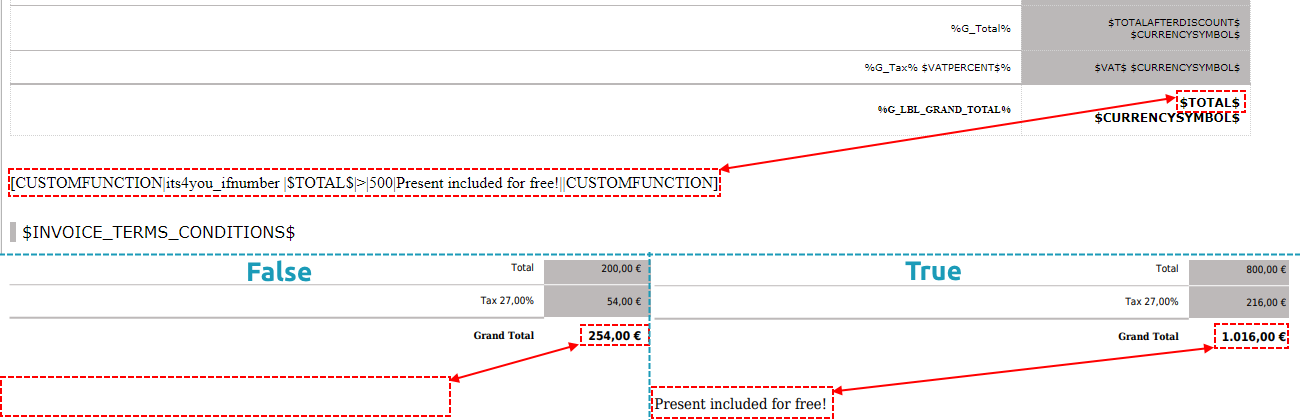 %G_Total%
$TOTALAFTERDISCOUNT$
$CURRENCYSYMBOL$
%G_Tax% $VATPERCENT$%
$VAT$ $CURRENCYSYMBOL$
%G_LBL_GRAND_TOTAL%
$TOTAL$
$CURRENCYSYMBOL$
[CUSTOMFUNCTION|its4you_ifnumber |$TOTAL$|>|500|Present included for free!||CUSTOMFUNCTION]
$INVOICE_TERMS_CONDITIONS$
False
Total 200,00 €
Tax 27,00% 54,00 €
Grand Total 254,00 €
True
Total 800,00 €
Tax 27,00% 216,00 €
Grand Total 1.016,00 €
Present included for free!